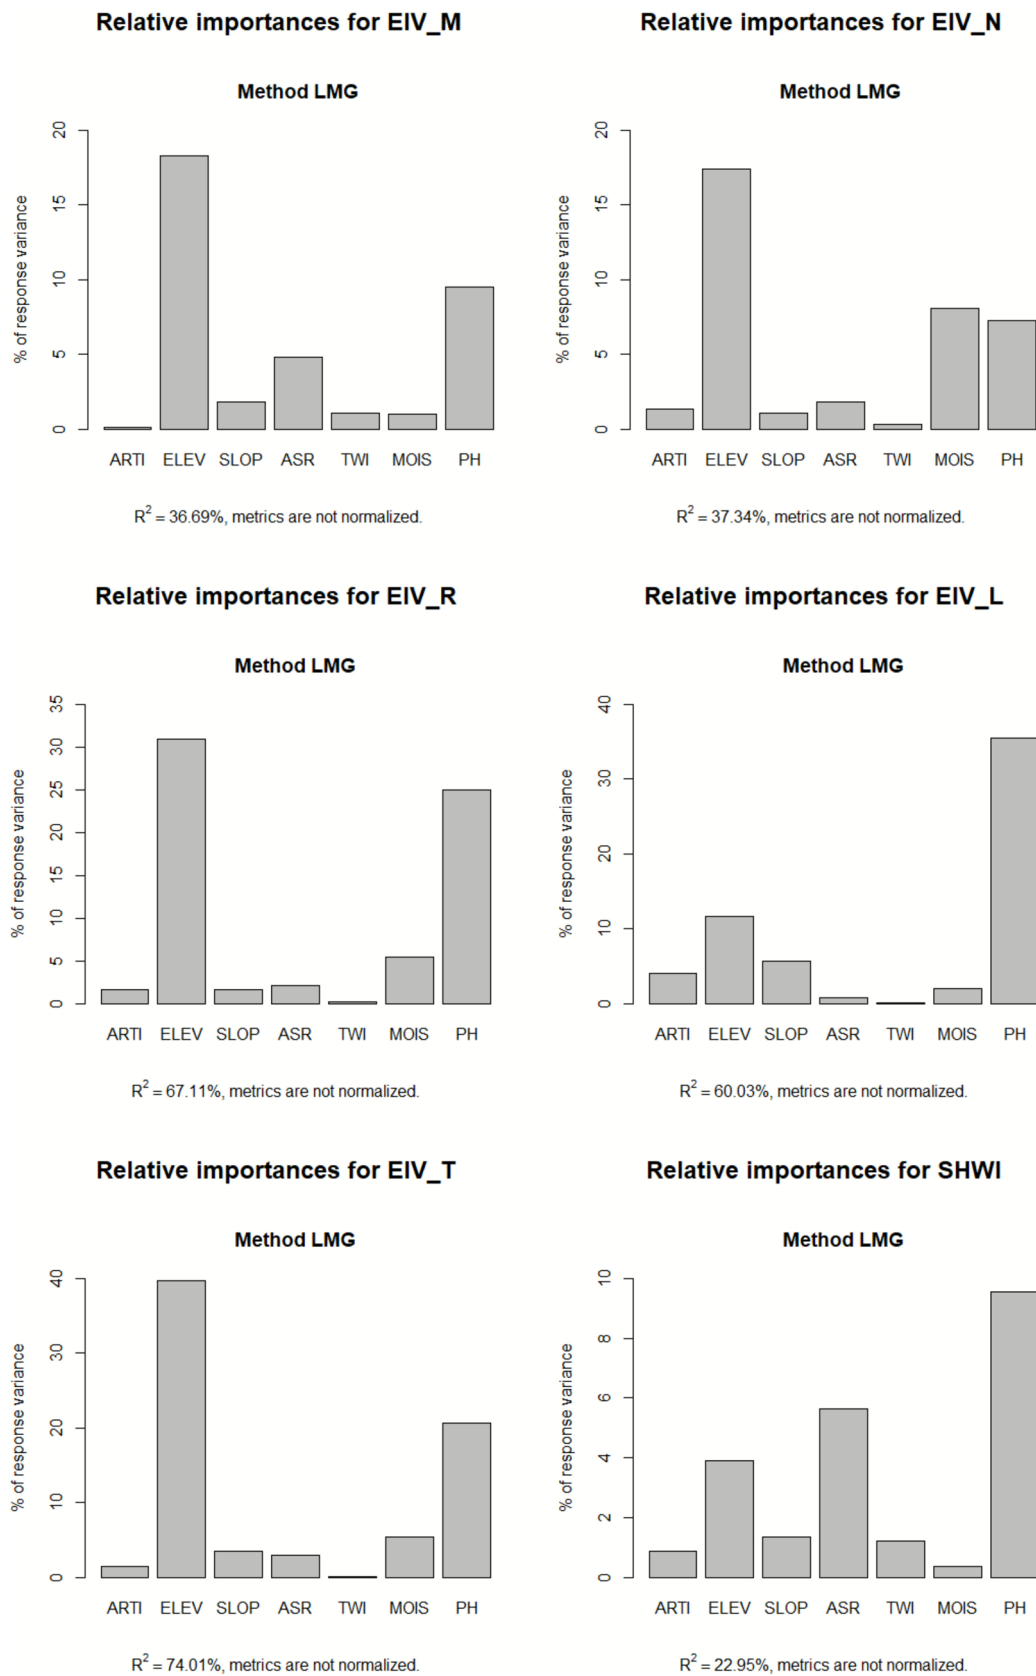 Relative importances for EIV_M
Method LMG
% of response variance
20
15
10
5
0
ARTI ELEV SLOP ASR TWI MOIS PH
R² = 36.69%, metrics are not normalized.
Relative importances for EIV_N
Method LMG
% of response variance
20
15
10
5
0
ARTI ELEV SLOP ASR TWI MOIS PH
R² = 37.34%, metrics are not normalized.
Relative importances for EIV_R
Method LMG
% of response variance
35
30
25
20
15
10
5
0
ARTI ELEV SLOP ASR TWI MOIS PH
R² = 67.11%, metrics are not normalized.
Relative importances for EIV_L
Method LMG
% of response variance
40
30
20
10
0
ARTI ELEV SLOP ASR TWI MOIS PH
R² = 60.03%, metrics are not normalized.
Relative importances for EIV_T
Method LMG
% of response variance
40
30
20
10
0
ARTI ELEV SLOP ASR TWI MOIS PH
R² = 74.01%, metrics are not normalized.
Relative importances for SHWI
Method LMG
% of response variance
10
8
6
4
2
0
ARTI ELEV SLOP ASR TWI MOIS PH
R² = 22.95%, metrics are not normalized.